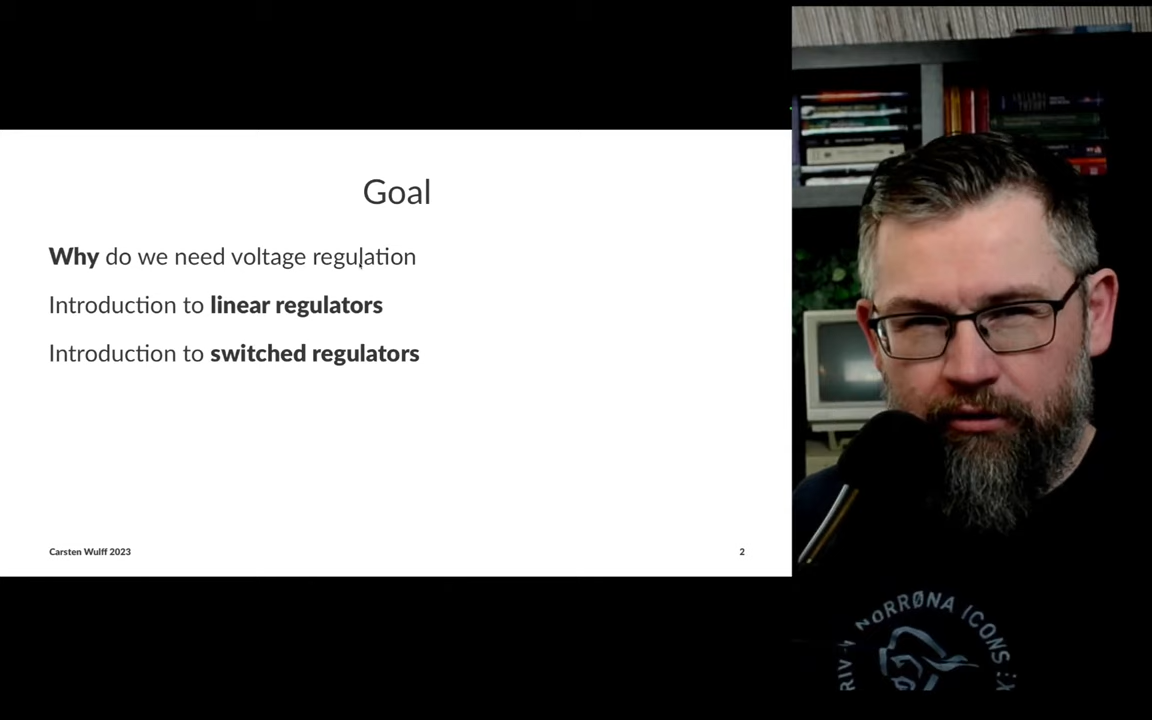 Goal
Why do we need voltage regulation
Introduction to linear regulators
Introduction to switched regulators
Carsten Wulff 2023
2
NORRØNA ICONS